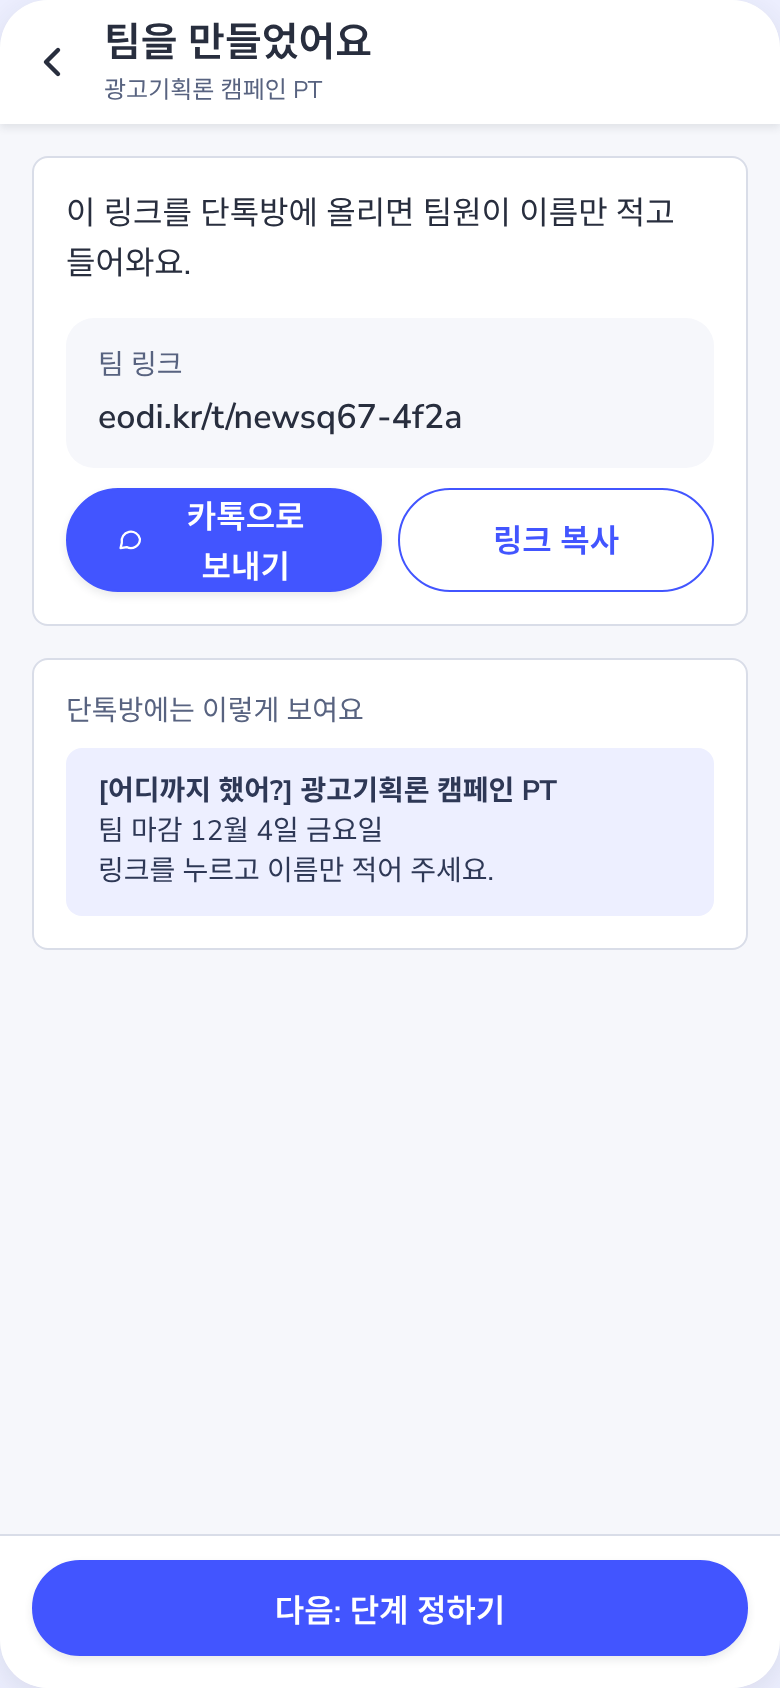 팀을 만들었어요
광고기획론 캠페인 PT
이 링크를 단톡방에 올리면 팀원이 이름만 적고
들어와요.
팀 링크
eodi.kr/t/newsq67-4f2a
카톡으로
보내기
링크 복사
단톡방에는 이렇게 보여요
[어디까지 했어?] 광고기획론 캠페인 PT
팀 마감 12월 4일 금요일
링크를 누르고 이름만 적어 주세요.
다음: 단계 정하기